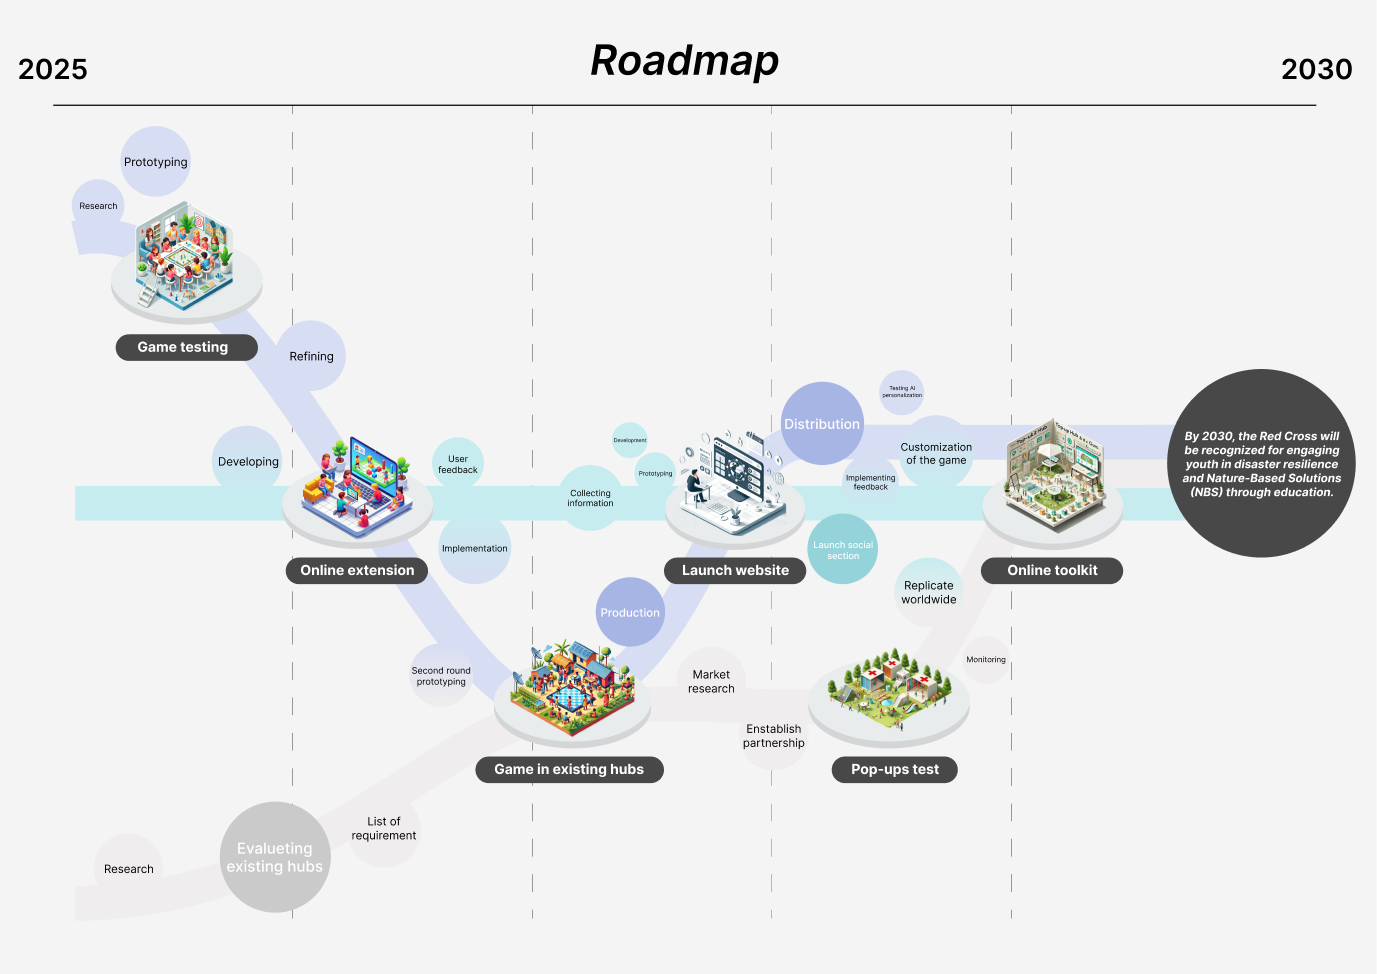 Roadmap
2025
2030
Prototyping
Research
Game testing
Refining
Developing
User
feedback
Implementation
Online extension
Development
Prototyping
Collecting
information
Launch website
Distribution
Testing AI
personalization
Customization
of the game
Implementing
feedback
Launch social
section
Online toolkit
By 2030, the Red Cross will
be recognized for engaging
youth in disaster resilience
and Nature-Based Solutions
(NBS) through education.
Replicate
worldwide
Production
Second round
prototyping
Market
research
Monitoring
Enstablish
partnership
Game in existing hubs
Pop-ups test
List of
requirement
Evalueting
existing hubs
Research